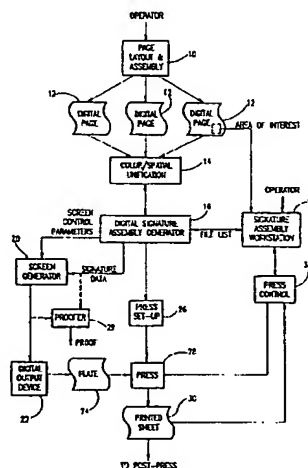 OPERATOR
PAGE LAYOUT &
ASSEMBLY
10
12
12
12
DIGITAL
PAGE
DIGITAL
PAGE
DIGITAL
PAGE
AREA OF INTEREST
COLOR/SPATIAL
UNIFICATION
14
OPERATOR
SCREEN
CONTROL
PARAMETERS
16
DIGITAL SIGNATURE
ASSEMBLY GENERATOR
FILE LIST
SIGNATURE
ASSEMBLY
WORKSTATION
20
SCREEN
GENERATOR
SIGNATURE
DATA
PRESS
CONTROL
PROOFER
PRESS
SET-UP
26
PROOF
DIGITAL
OUTPUT
DEVICE
22
PLATE
24
PRESS
28
30
PRINTED
SHEET
TO POST-PRESS